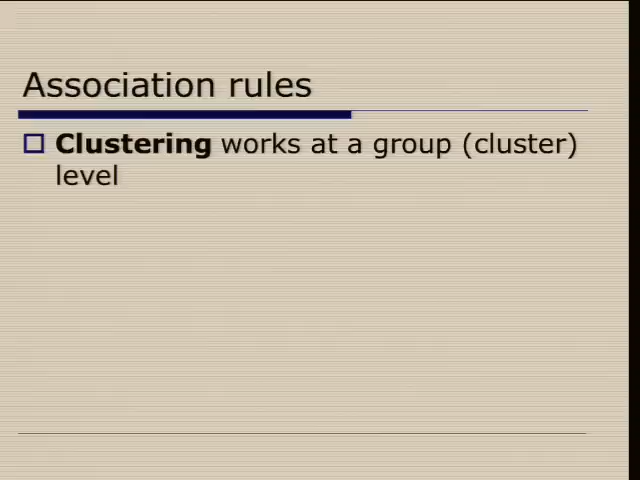 Association rules
Clustering works at a group (cluster)
level